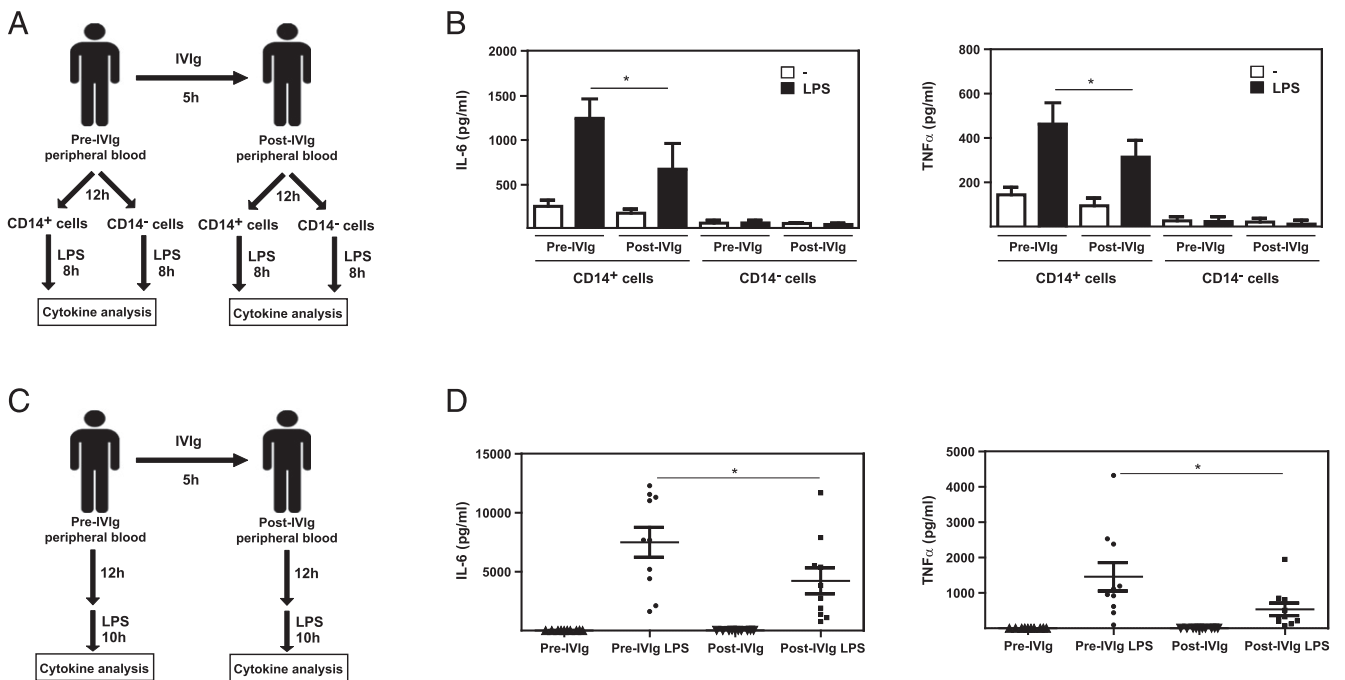 A
IVIg
5h
Pre-IVIg
peripheral blood
Post-IVIg
peripheral blood
12h
12h
CD14+ cells
CD14- cells
CD14+ cells
CD14- cells
LPS
8h
LPS
8h
LPS
8h
LPS
8h
Cytokine analysis
Cytokine analysis
B
IL-6 (pg/ml)
2000
1500
1000
500
*
-
LPS
Pre-IVIg
Post-IVIg
Pre-IVIg
Post-IVIg
CD14+ cells
CD14- cells
TNFα (pg/ml)
800
600
400
200
*
-
LPS
Pre-IVIg
Post-IVIg
Pre-IVIg
Post-IVIg
CD14+ cells
CD14- cells
C
IVIg
5h
Pre-IVIg
peripheral blood
Post-IVIg
peripheral blood
12h
12h
LPS
10h
LPS
10h
Cytokine analysis
Cytokine analysis
D
IL-6 (pg/ml)
15000
10000
5000
*
Pre-IVIg
Pre-IVIg LPS
Post-IVIg
Post-IVIg LPS
TNFα (pg/ml)
5000
4000
3000
2000
1000
*
Pre-IVIg
Pre-IVIg LPS
Post-IVIg
Post-IVIg LPS